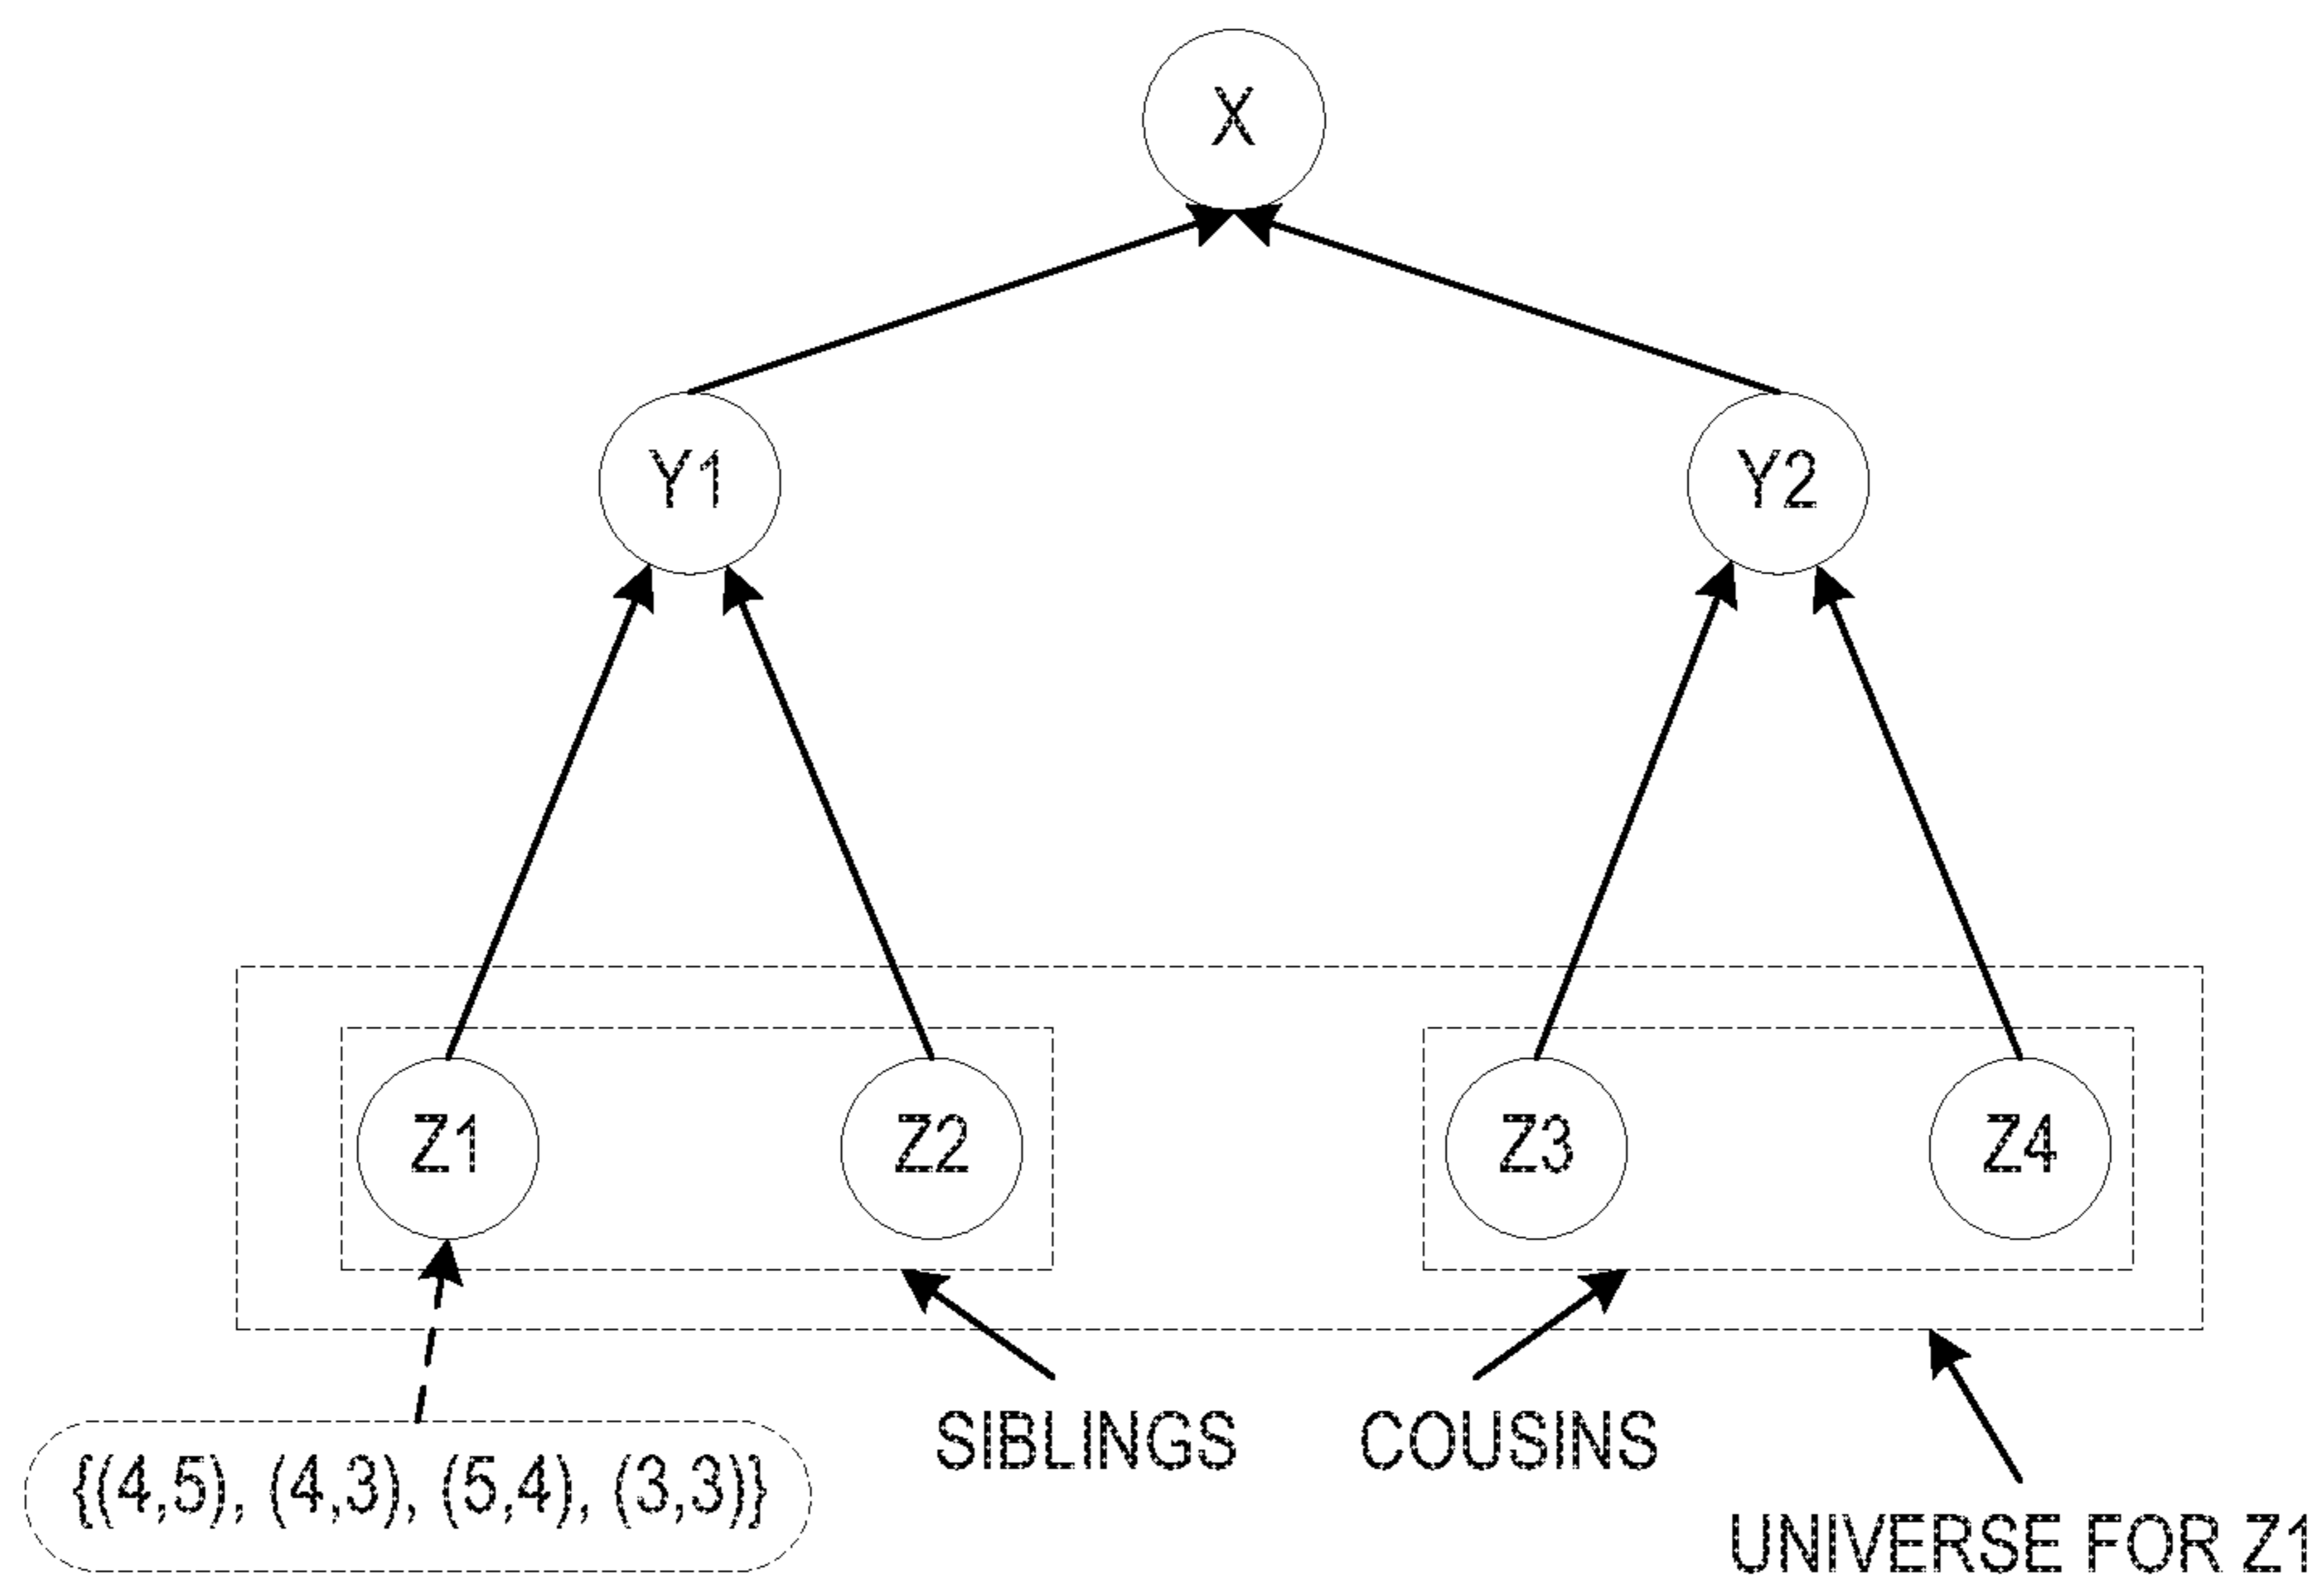 X
Y1
Y2
Z1
Z2
Z3
Z4
{(4,5), (4,3), (5,4), (3,3)}
SIBLINGS
COUSINS
UNIVERSE FOR Z1